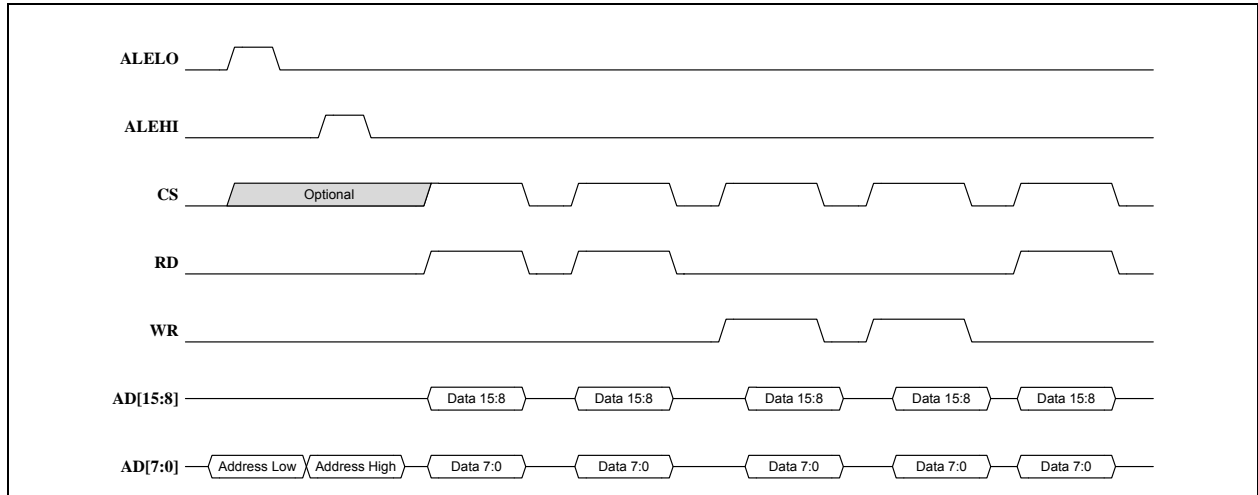 ALELO
ALEHI
CS Optional
RD
WR
AD[15:8] Data 15:8 Data 15:8 Data 15:8 Data 15:8 Data 15:8
AD[7:0] Address Low Address High Data 7:0 Data 7:0 Data 7:0 Data 7:0 Data 7:0